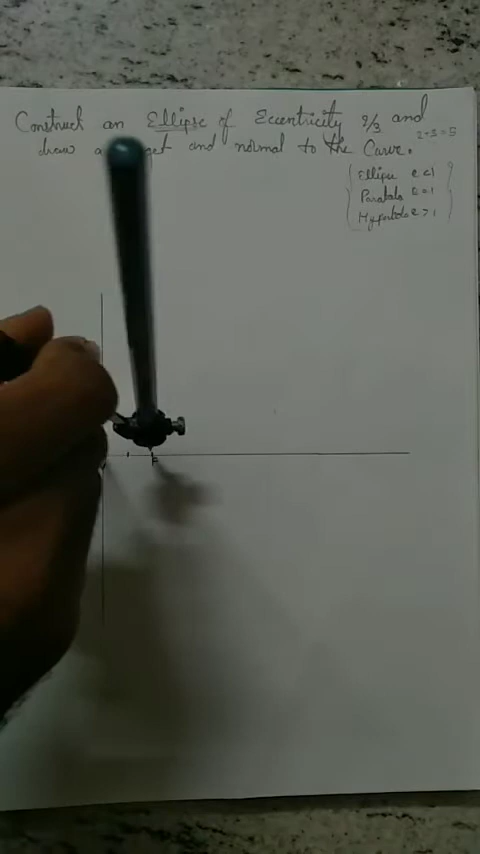 Construct an Ellipse of Eccentricity 2/3 and
2+3=5
draw and normal to the Curve.
Ellipse e<1
Parabola e=1
Hyperbola e>1
F